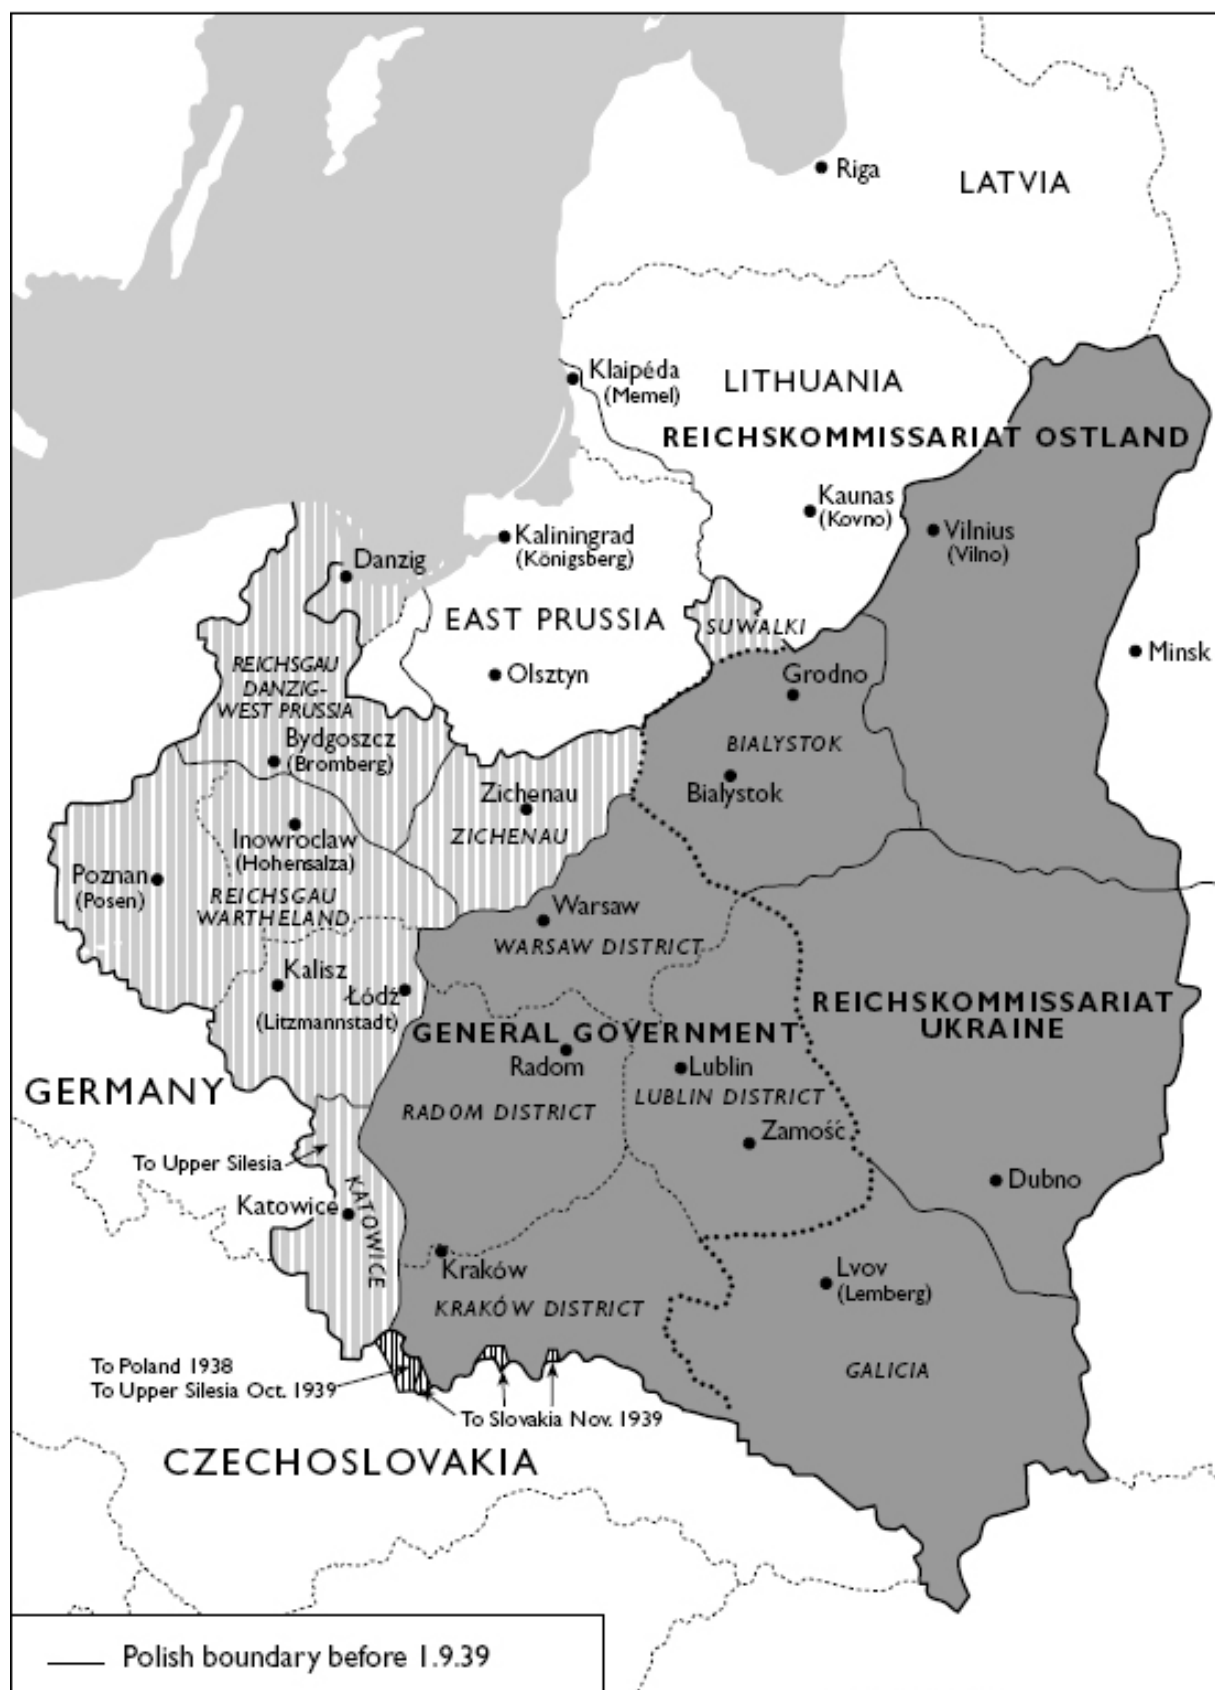 Riga
LATVIA
Klaipéda
(Memel)
LITHUANIA
REICHSKOMMISSARIAT OSTLAND
Kaunas
(Kovno)
Vilnius
(Vilno)
Kaliningrad
(Königsberg)
Danzig
EAST PRUSSIA
SUWALKI
Minsk
Olsztyn
Grodno
REICHSGAU
DANZIG-
WEST PRUSSIA
Bydgoszcz
(Bromberg)
BIALYSTOK
Bialystok
Zichenau
ZICHENAU
Inowroclaw
(Hohensalza)
Poznan
(Posen)
REICHSGAU
WARTHELAND
Warsaw
WARSAW DISTRICT
Kalisz
Łódź
(Litzmannstadt)
REICHSKOMMISSARIAT
UKRAINE
GENERAL GOVERNMENT
Radom
Lublin
GERMANY
RADOM DISTRICT
LUBLIN DISTRICT
Zamość
To Upper Silesia
KATOWICE
Katowice
Dubno
Kraków
KRAKÓW DISTRICT
Lvov
(Lemberg)
GALICIA
To Poland 1938
To Upper Silesia Oct. 1939
To Slovakia Nov. 1939
CZECHOSLOVAKIA
Polish boundary before 1.9.39